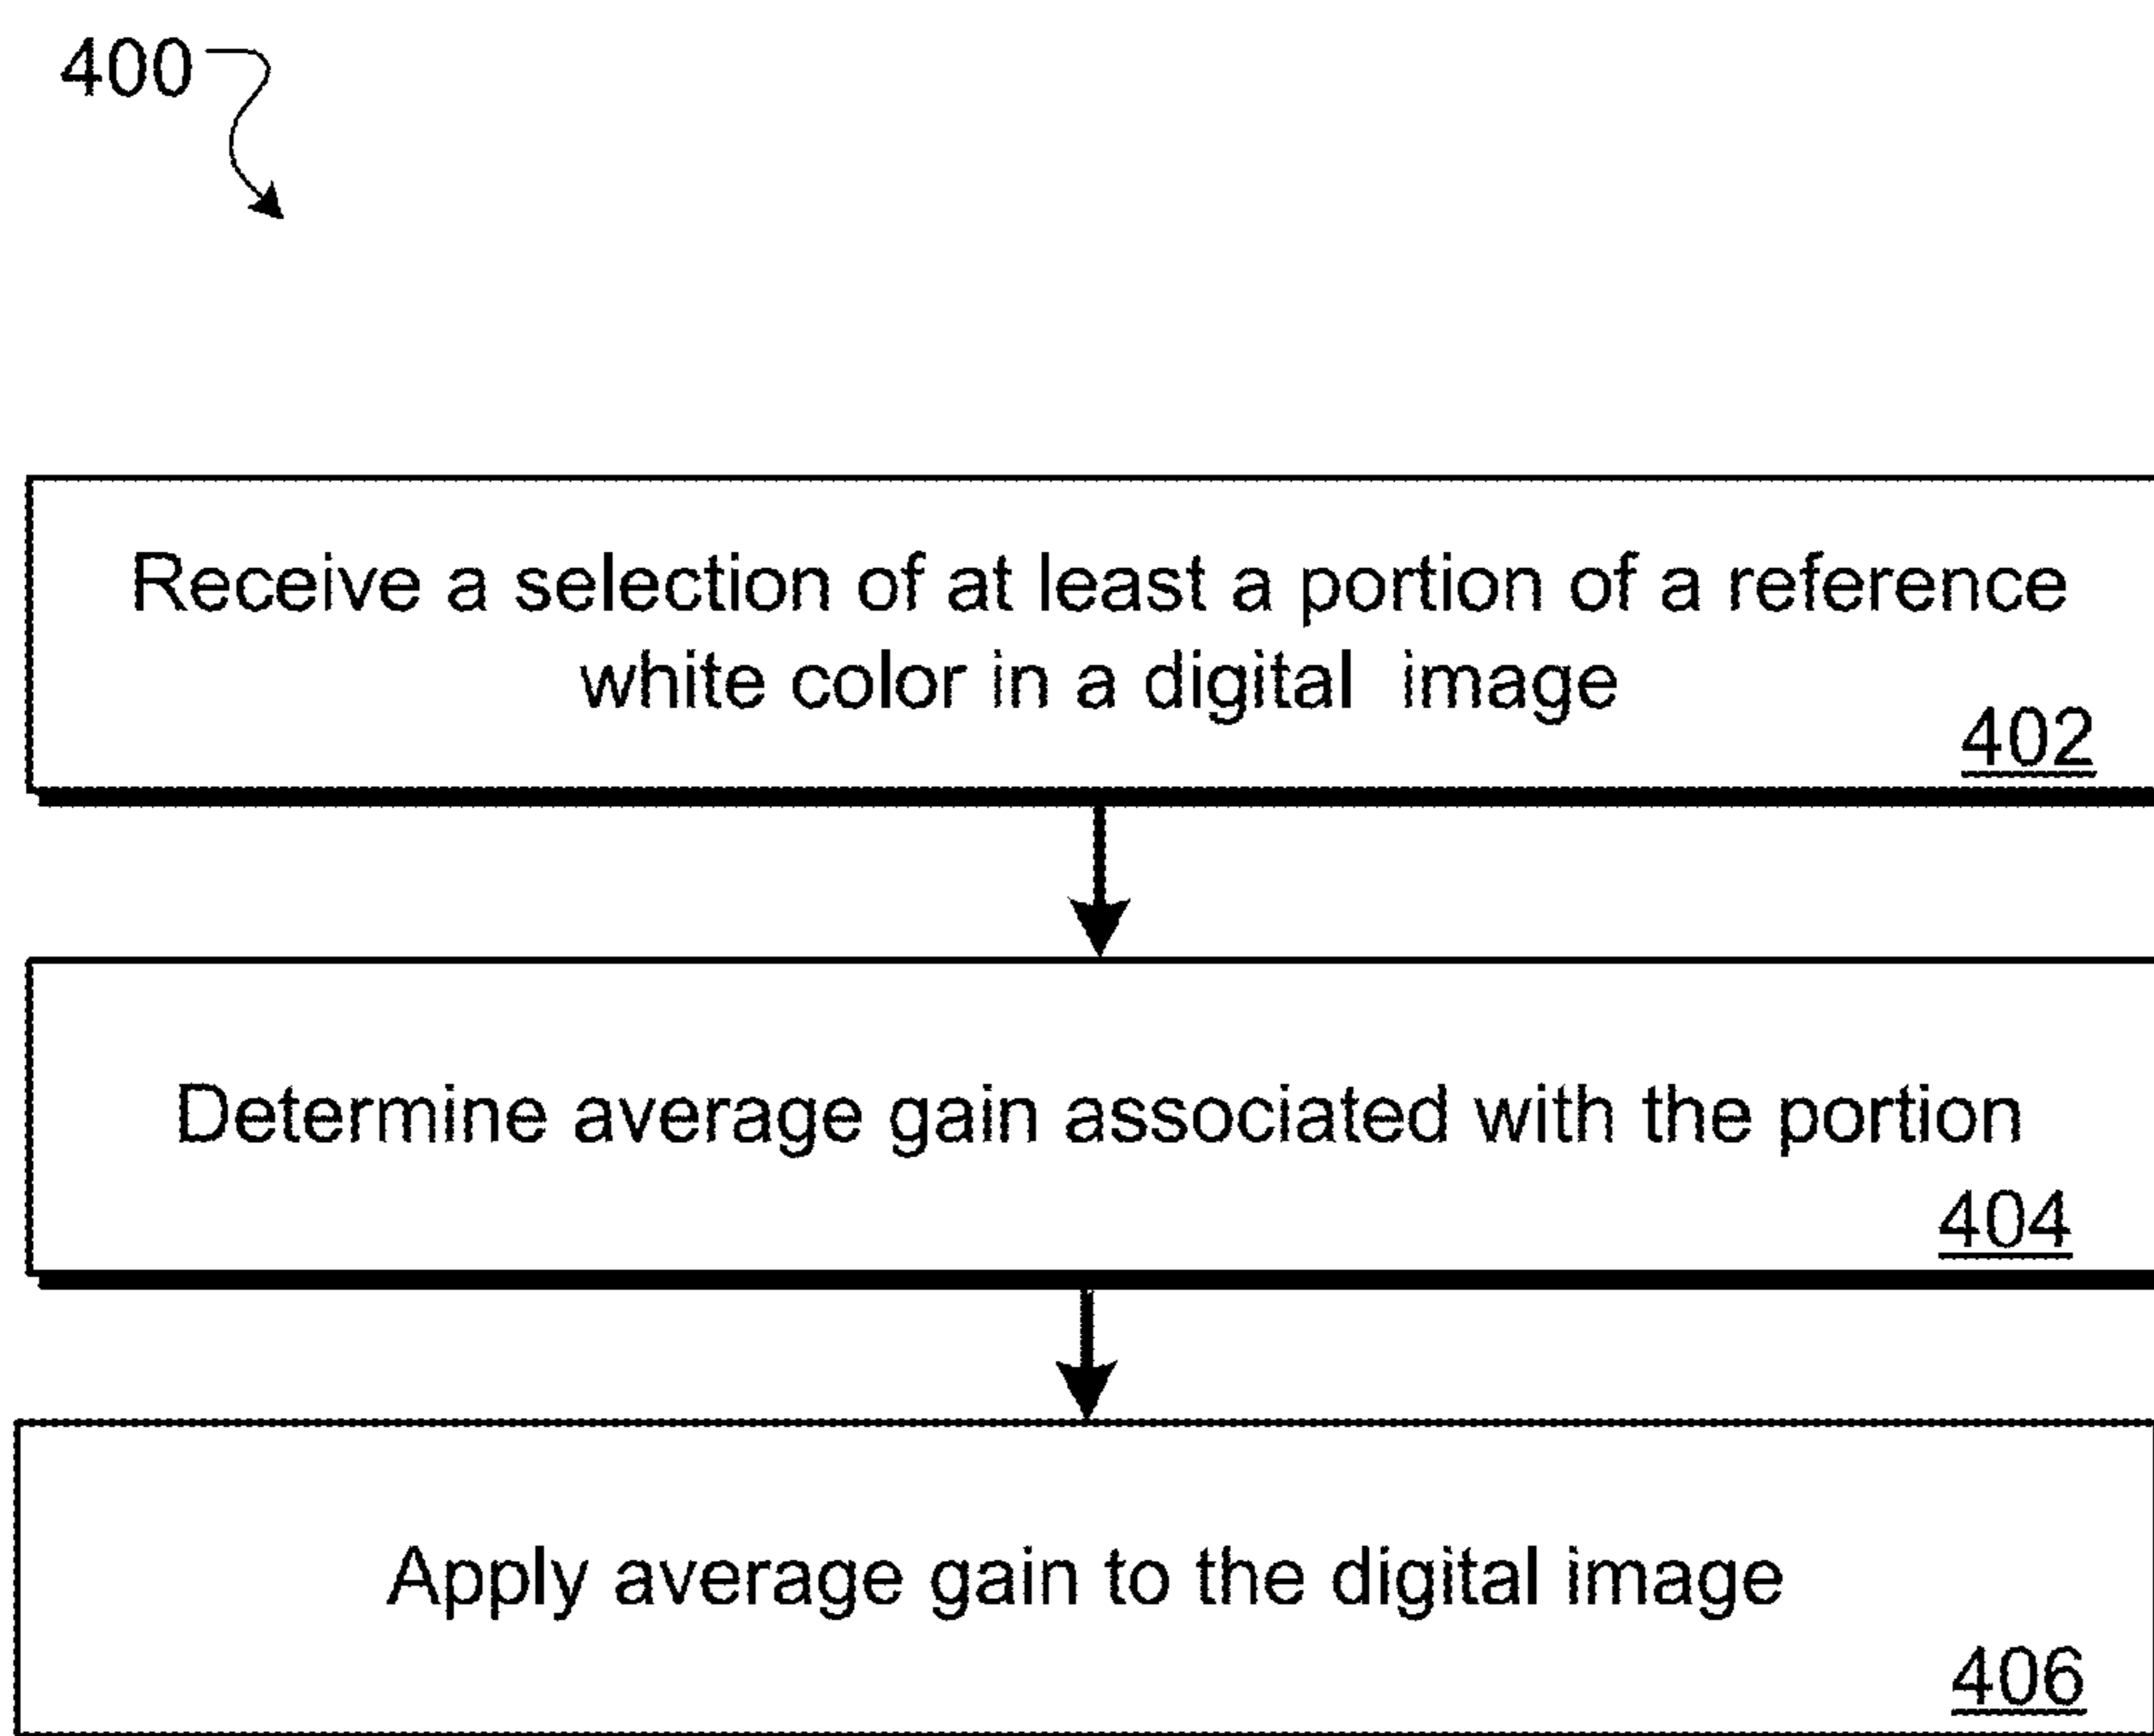 400
Receive a selection of at least a portion of a reference
white color in a digital image
402
Determine average gain associated with the portion
404
Apply average gain to the digital image
406